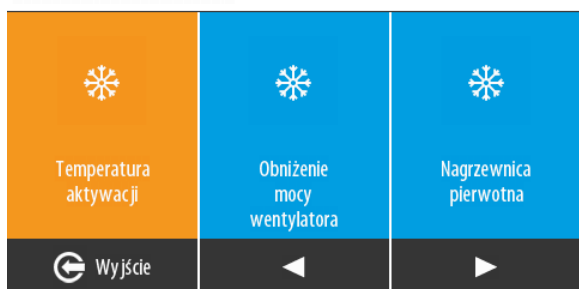 Temperatura
aktywacji
Obniżenie
mocy
wentylatora
Nagrzewnica
pierwotna
Wyjście